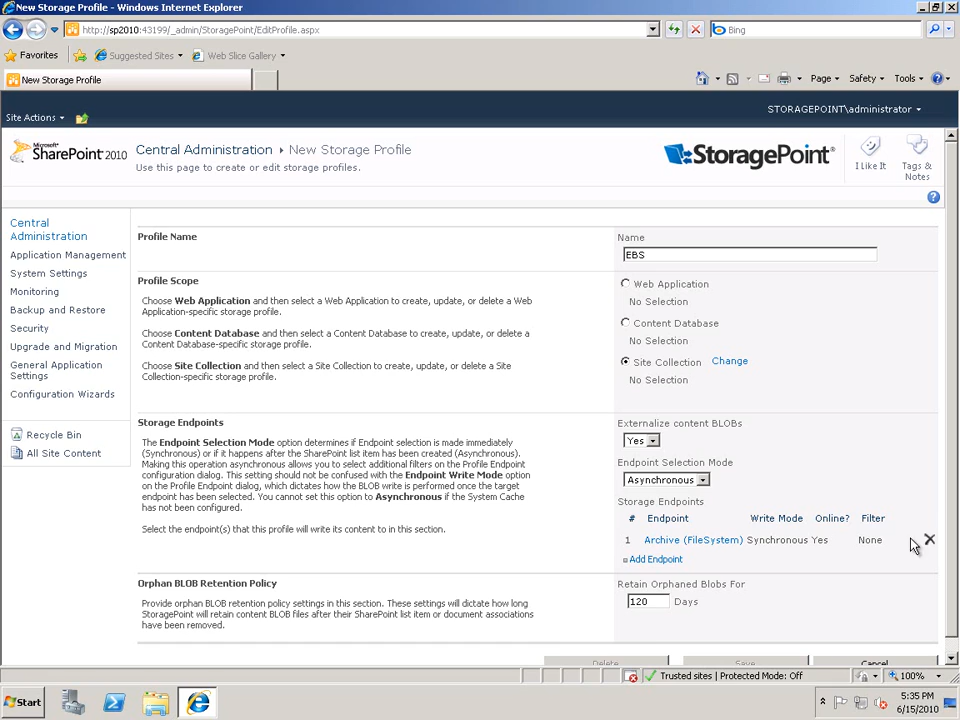 New Storage Profile - Windows Internet Explorer
http://sp2010:43199/_admin/StoragePoint/EditProfile.aspx
Bing
Favorites
Suggested Sites
Web Slice Gallery
New Storage Profile
Page
Safety
Tools
STORAGEPOINT\administrator
Site Actions
Microsoft
SharePoint 2010
Central Administration
New Storage Profile
StoragePoint
I Like It
Tags & Notes
Use this page to create or edit storage profiles.
Central
Administration
Application Management
System Settings
Monitoring
Backup and Restore
Security
Upgrade and Migration
General Application
Settings
Configuration Wizards
Recycle Bin
All Site Content
Profile Name
Name
EBS
Profile Scope
Choose Web Application and then select a Web Application to create, update, or delete a Web
Application-specific storage profile.
Choose Content Database and then select a Content Database to create, update, or delete a
Content Database-specific storage profile.
Choose Site Collection and then select a Site Collection to create, update, or delete a Site
Collection-specific storage profile.
Web Application
No Selection
Content Database
No Selection
Site Collection Change
No Selection
Storage Endpoints
The Endpoint Selection Mode option determines if Endpoint selection is made immediately
(Synchronous) or if it happens after the SharePoint list item has been created (Asynchronous).
Making this operation asynchronous allows you to select additional filters on the Profile Endpoint
configuration dialog. This setting should not be confused with the Endpoint Write Mode option
on the Profile Endpoint dialog, which dictates how the BLOB write is performed once the target
endpoint has been selected. You cannot set this option to Asynchronous if the System Cache
has not been configured.
Select the endpoint(s) that this profile will write its content to in this section.
Externalize content BLOBs
Yes
Endpoint Selection Mode
Asynchronous
Storage Endpoints
# Endpoint Write Mode Online? Filter
1 Archive (FileSystem) Synchronous Yes None
Add Endpoint
Orphan BLOB Retention Policy
Provide orphan BLOB retention policy settings in this section. These settings will dictate how long
StoragePoint will retain content BLOB files after their SharePoint list item or document associations
have been removed.
Retain Orphaned Blobs For
120 Days
Delete
Save
Cancel
Trusted sites | Protected Mode: Off
100%
Start
5:35 PM
6/15/2010